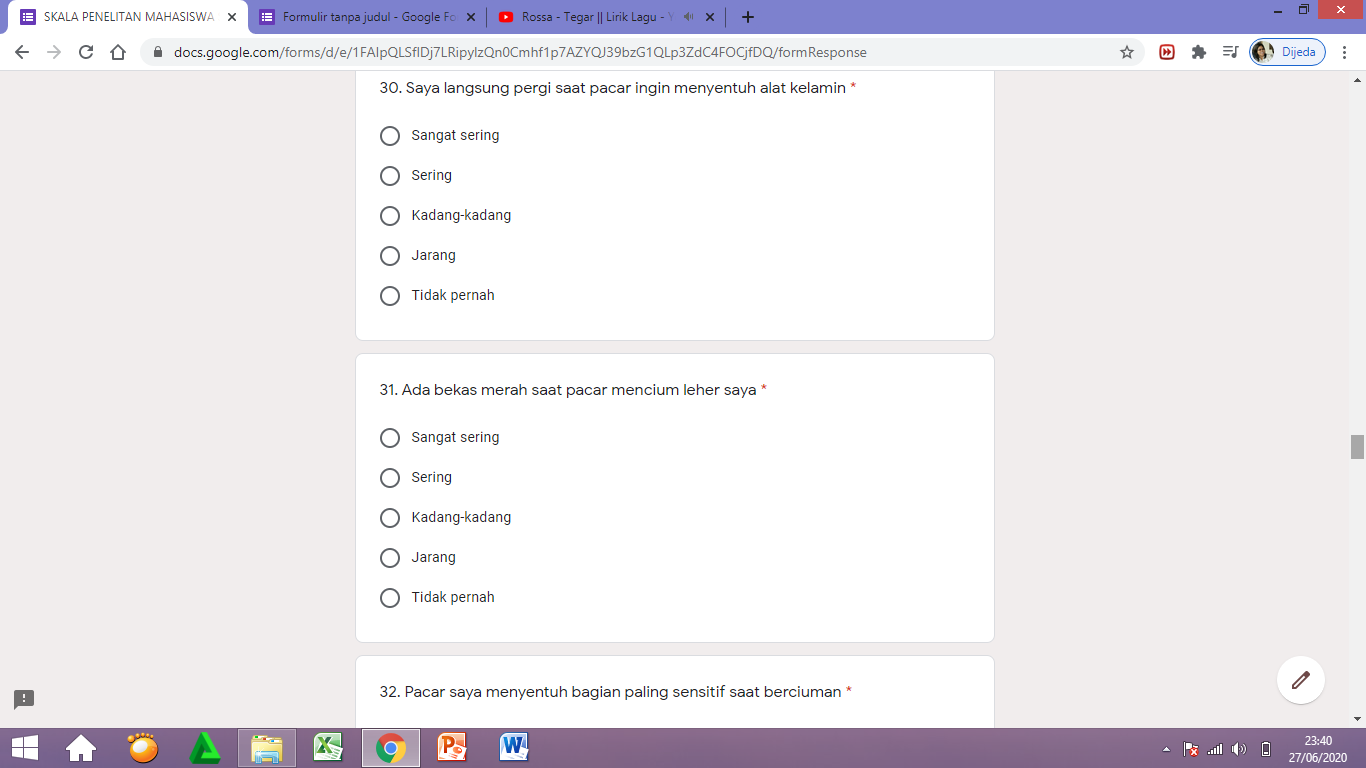 SKALA PENELITAN MAHASISWA
Formulir tanpa judul - Google Fo
Rossa - Tegar || Lirik Lagu - Y
docs.google.com/forms/d/e/1FAIpQLSfIDj7LRipyIzQn0Cmhf1p7AZYQJ39bzG1QLp3ZdC4FOCjfDQ/formResponse
Dijeda
30. Saya langsung pergi saat pacar ingin menyentuh alat kelamin *
Sangat sering
Sering
Kadang-kadang
Jarang
Tidak pernah
31. Ada bekas merah saat pacar mencium leher saya *
Sangat sering
Sering
Kadang-kadang
Jarang
Tidak pernah
32. Pacar saya menyentuh bagian paling sensitif saat berciuman *
23:40
27/06/2020